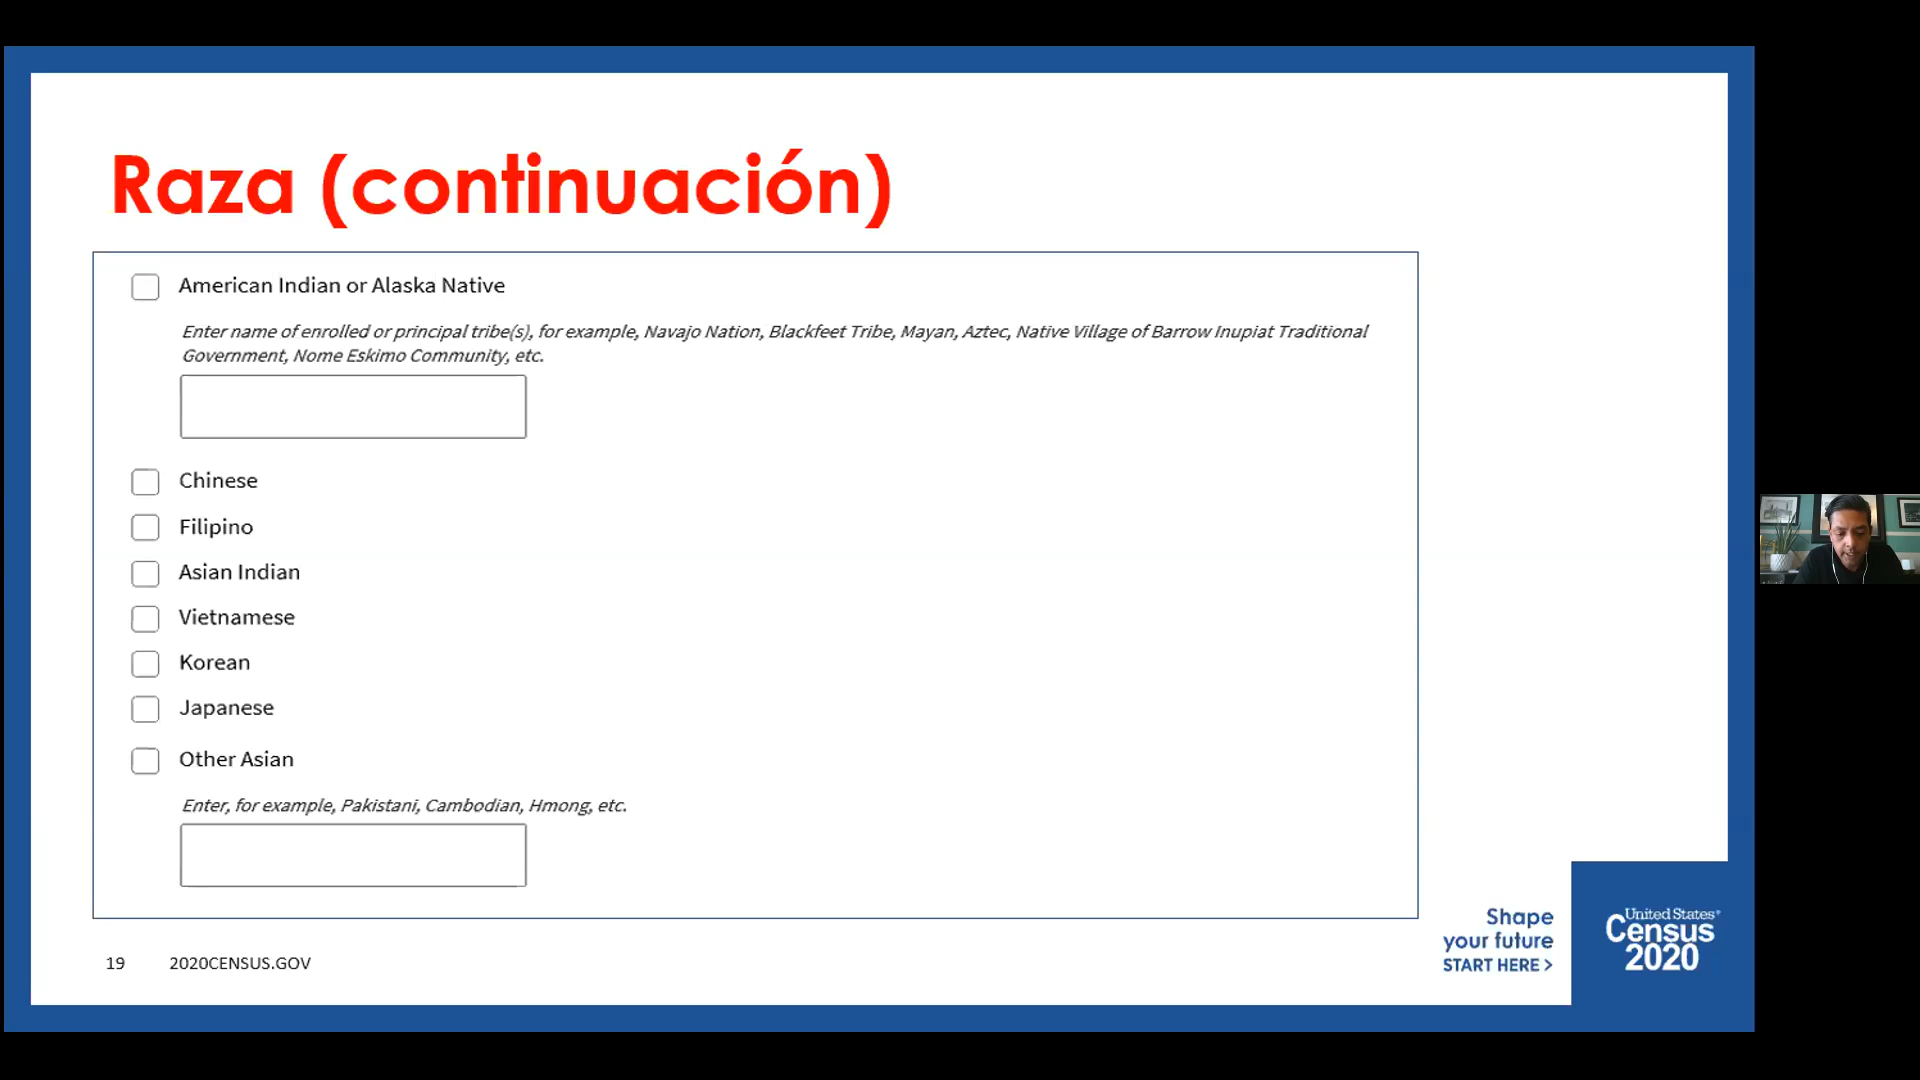 Raza (continuación)
American Indian or Alaska Native
Enter name of enrolled or principal tribe(s), for example, Navajo Nation, Blackfeet Tribe, Mayan, Aztec, Native Village of Barrow Inupiat Traditional
Government, Nome Eskimo Community, etc.
Chinese
Filipino
Asian Indian
Vietnamese
Korean
Japanese
Other Asian
Enter, for example, Pakistani, Cambodian, Hmong, etc.
19 2020CENSUS.GOV
Shape
your future
START HERE >
United States®
Census
2020